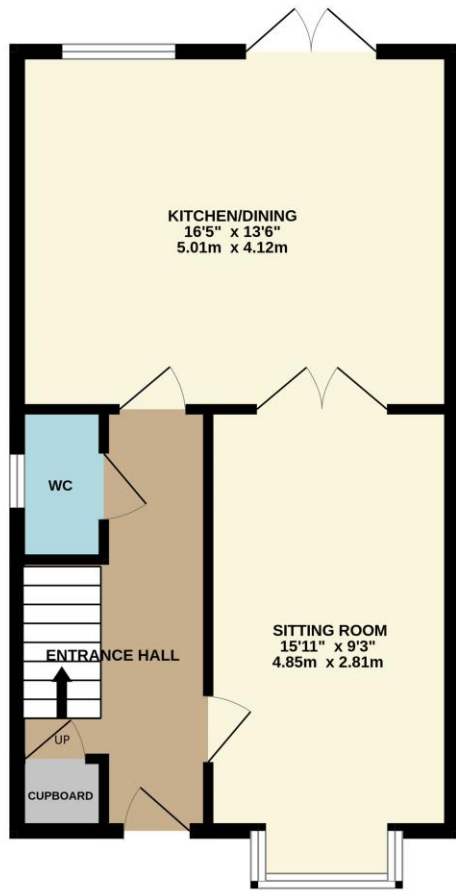 KITCHEN/DINING
16'5" x 13'6"
5.01m x 4.12m
WC
SITTING ROOM
15'11" x 9'3"
4.85m x 2.81m
ENTRANCE HALL
UP
CUPBOARD